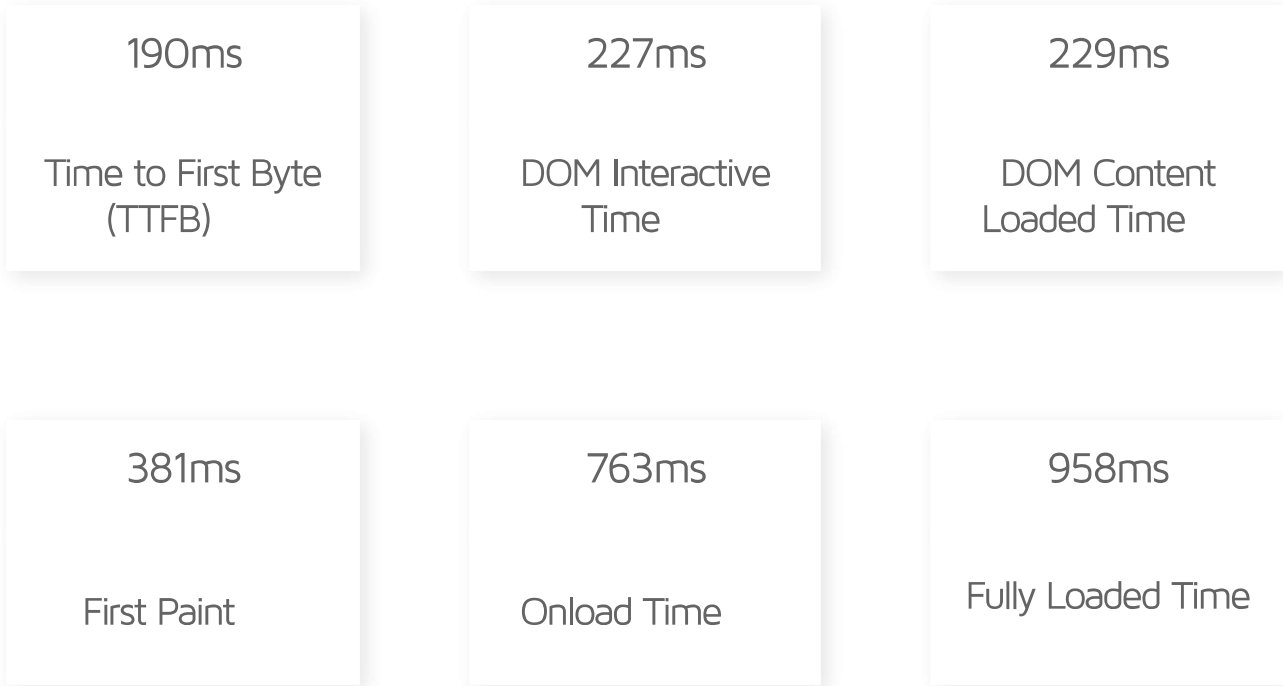 190ms
227ms
229ms
Time to First Byte
(TTFB)
DOM Interactive
Time
DOM Content
Loaded Time
381ms
763ms
958ms
First Paint
Onload Time
Fully Loaded Time